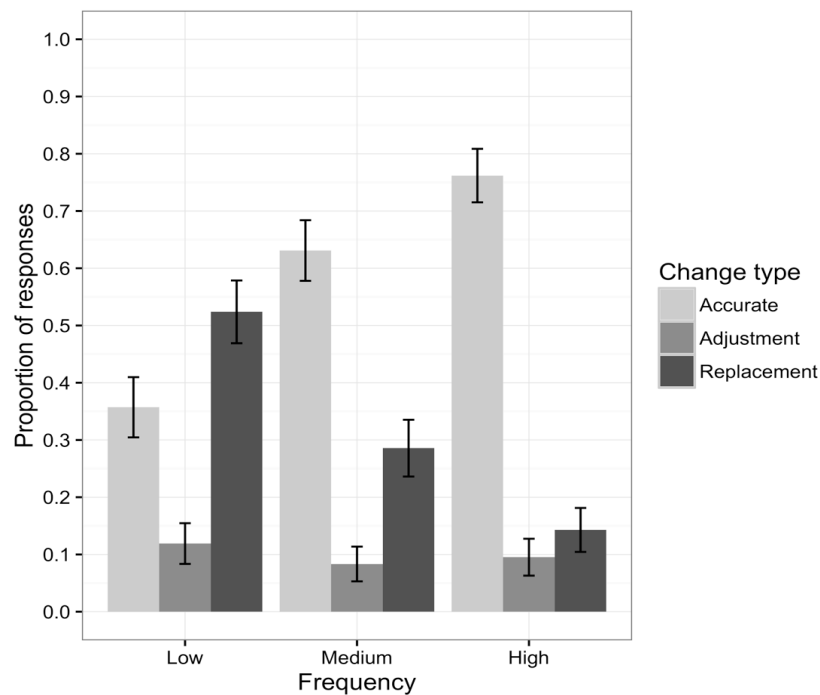 1.0
0.9
0.8
0.7
0.6
0.5
0.4
0.3
0.2
0.1
0.0
Proportion of responses
Low Medium High
Frequency
Change type
Accurate
Adjustment
Replacement